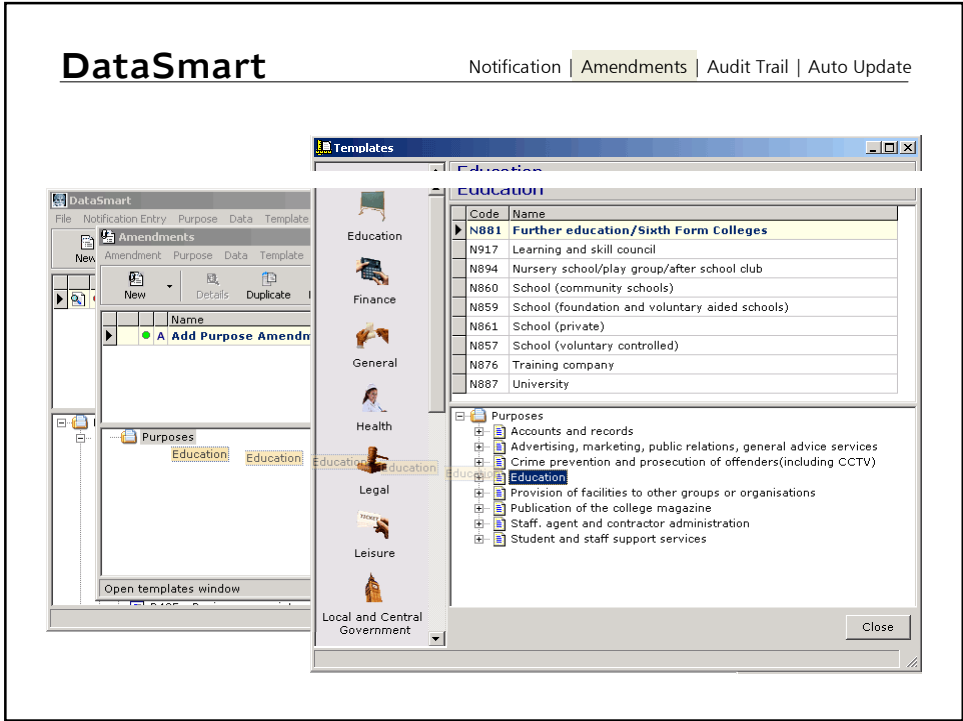 DataSmart
Notification | Amendments | Audit Trail | Auto Update
Templates
Education
Education
Education
Finance
General
Health
Legal
Leisure
Local and Central
Government
Code Name
N881 Further education/Sixth Form Colleges
N917 Learning and skill council
N894 Nursery school/play group/after school club
N860 School (community schools)
N859 School (foundation and voluntary aided schools)
N861 School (private)
N857 School (voluntary controlled)
N876 Training company
N887 University
Purposes
Accounts and records
Advertising, marketing, public relations, general advice services
Crime prevention and prosecution of offenders(including CCTV)
Education
Provision of facilities to other groups or organisations
Publication of the college magazine
Staff. agent and contractor administration
Student and staff support services
Close
DataSmart
File Notification Entry Purpose Data Template
New
Amendments
Amendment Purpose Data Template
New Details Duplicate
Name
A Add Purpose
Purposes
Education Education Education Education Education
Open templates window